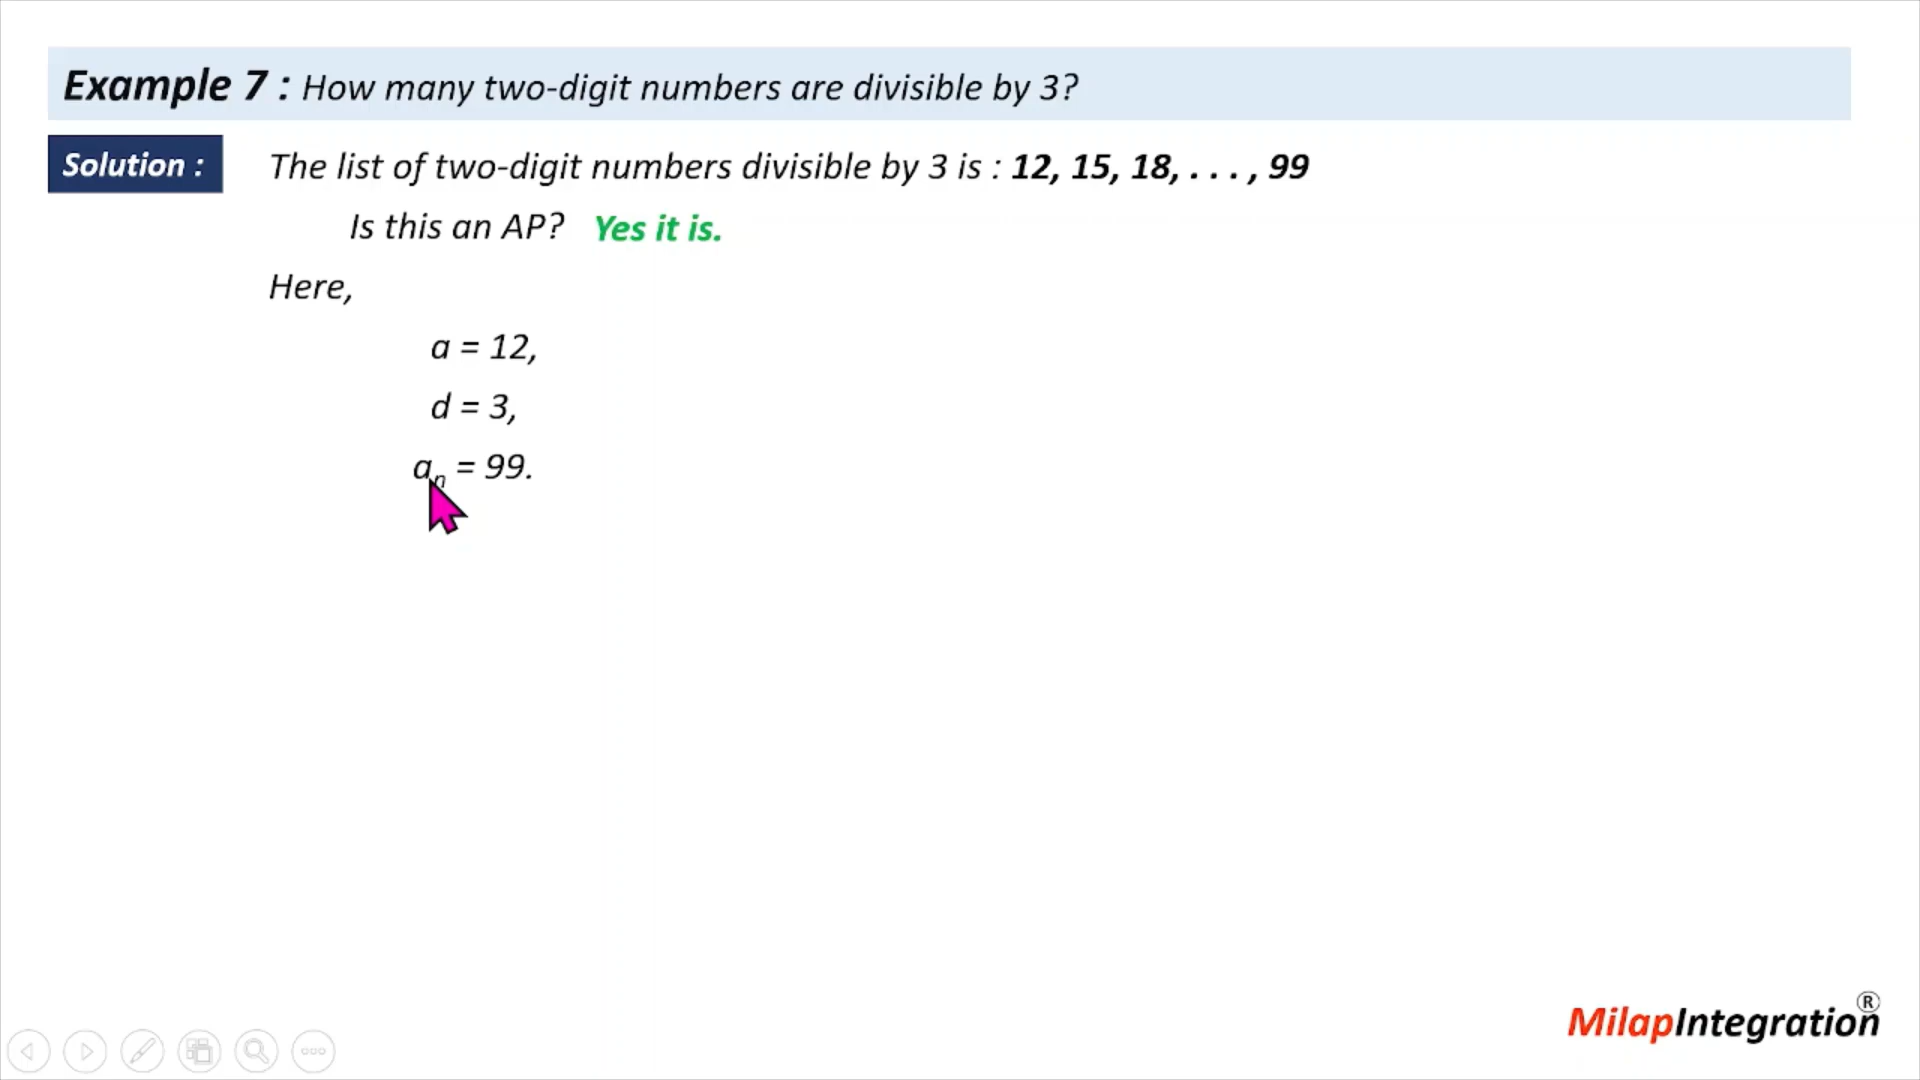 Example 7 : How many two-digit numbers are divisible by 3?
Solution : The list of two-digit numbers divisible by 3 is : 12, 15, 18, . . . , 99
Is this an AP? Yes it is.
Here,
a = 12,
d = 3,
aₙ = 99.
MilapIntegration®